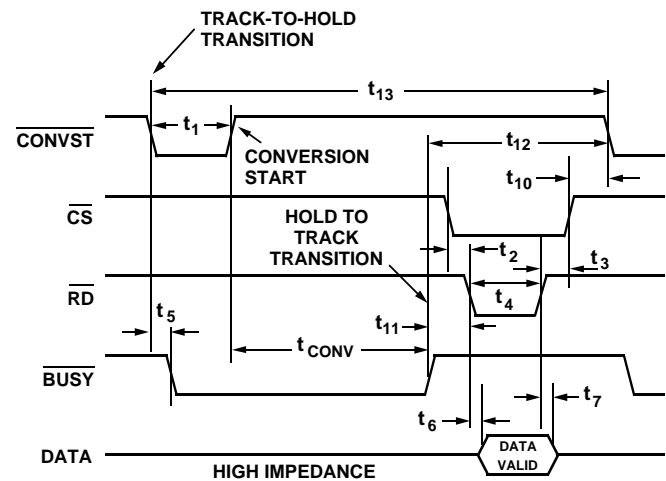 TRACK-TO-HOLD
TRANSITION
t13
CONVST
t1
t12
CONVERSION
START
t10
CS
HOLD TO
TRACK
TRANSITION
t2
t3
RD
t4
t5
t11
tCONV
BUSY
t6
t7
DATA
HIGH IMPEDANCE
DATA
VALID